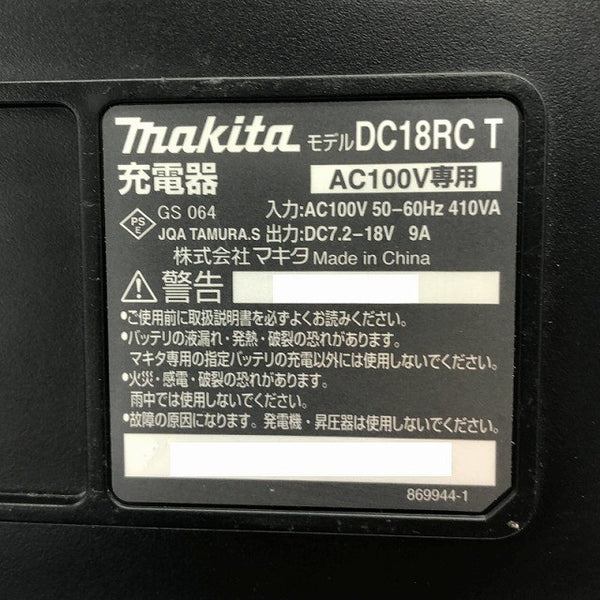 makita モデル DC18RC T
充電器 AC100V専用
PSE GS 064 入力:AC100V 50-60Hz 410VA
JQA TAMURA.S 出力:DC7.2-18V 9A
株式会社マキタ Made in China
警告
•ご使用前に取扱説明書を必ずよくお読みください。
•バッテリの液漏れ・発熱・破裂の恐れがあります。
マキタ専用の指定バッテリの充電以外には使用しないでください。
•火災・感電・破裂の恐れがあります。
雨中では使用しないでください。
•故障の原因になります。発電機・昇圧器は使用しないでください。
869944-1